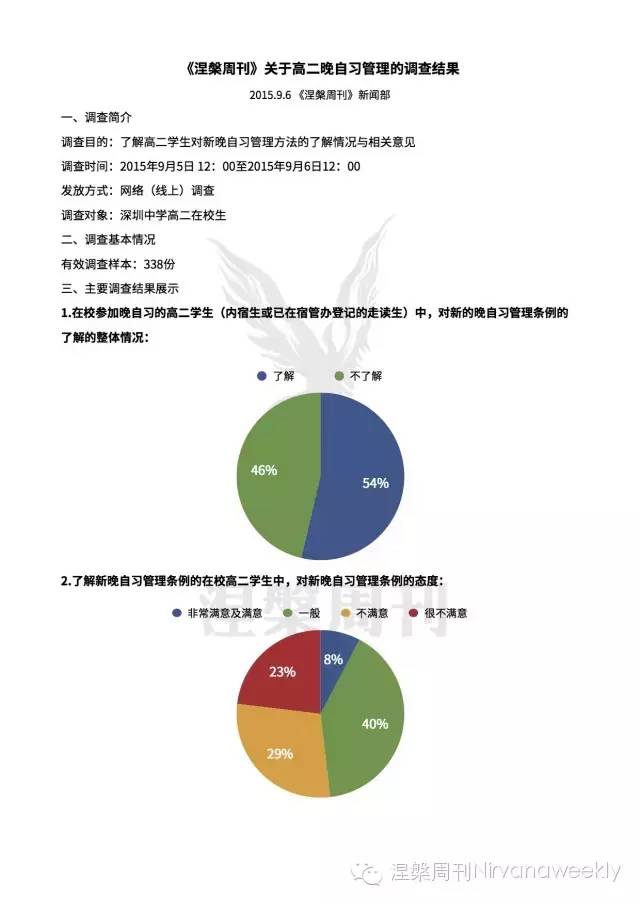 《涅槃周刊》关于高二晚自习管理的调查结果
2015.9.6 《涅槃周刊》新闻部
一、调查简介
调查目的：了解高二学生对新晚自习管理方法的了解情况与相关意见
调查时间：2015年9月5日 12：00至2015年9月6日12：00
发放方式：网络（线上）调查
调查对象：深圳中学高二在校生
二、调查基本情况
有效调查样本：338份
三、主要调查结果展示
1.在校参加晚自习的高二学生（内宿生或已在宿管办登记的走读生）中，对新的晚自习管理条例的
了解的整体情况：
了解 不了解
46%
54%
2.了解新晚自习管理条例的在校高二学生中，对新晚自习管理条例的态度：
涅槃周刊
非常满意及满意 一般 不满意 很不满意
8%
23%
40%
29%
涅槃周刊Nirvanaweekly